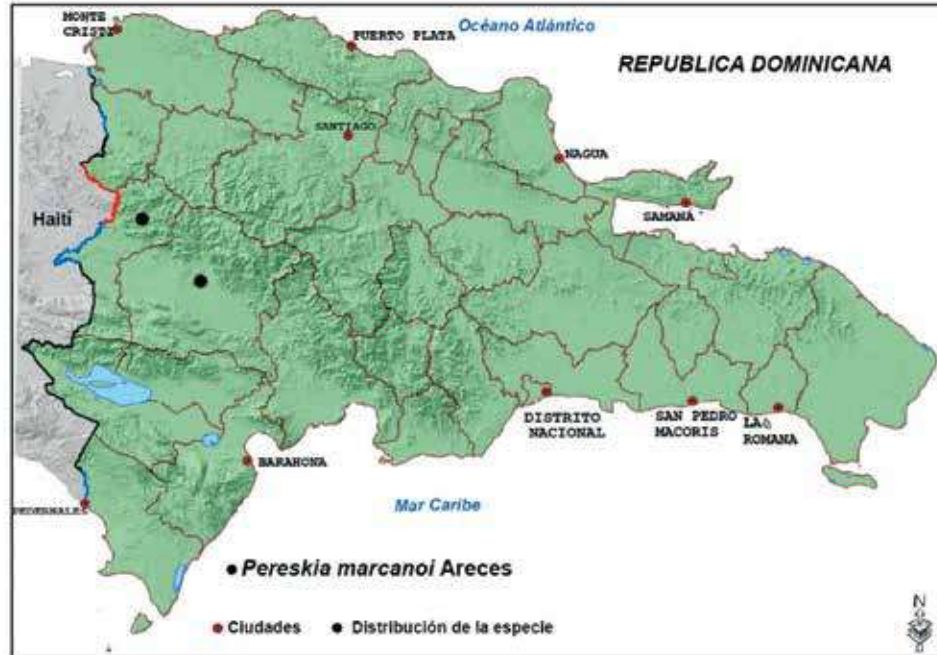 MONTE
CRISTI
Océano Atlántico
PUERTO PLATA
REPUBLICA DOMINICANA
SANTIAGO
NAGUA
Haití
SAMANÁ
DISTRITO
NACIONAL
SAN PEDRO
MACORIS
LA
ROMANA
BARAHONA
PEDERNALES
Mar Caribe
Pereskia marcanoi Areces
Ciudades
Distribución de la especie
N